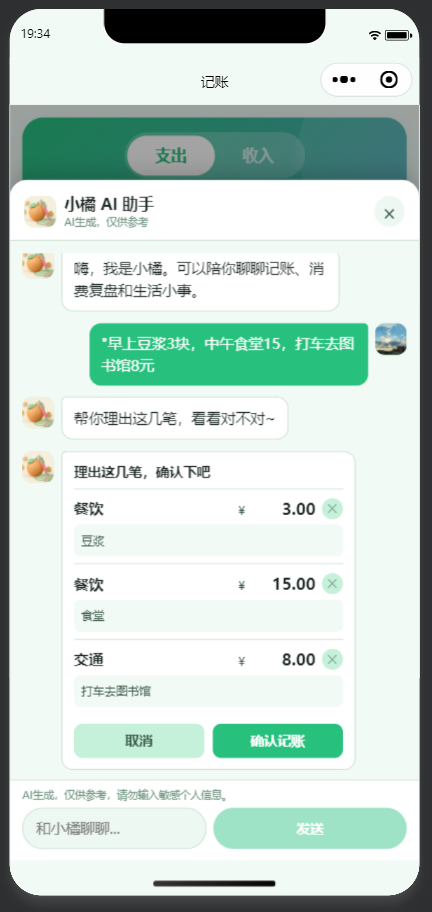 19:34
记账
支出
收入
小橘 AI 助手
AI生成，仅供参考
嗨，我是小橘。可以陪你聊聊记账、消
费复盘和生活小事。
"早上豆浆3块，中午食堂15，打车去图
书馆8元
帮你理出这几笔，看看对不对~
理出这几笔，确认下吧
餐饮 ¥ 3.00
豆浆
餐饮 ¥ 15.00
食堂
交通 ¥ 8.00
打车去图书馆
取消
确认记账
AI生成，仅供参考，请勿输入敏感个人信息。
和小橘聊聊...
发送